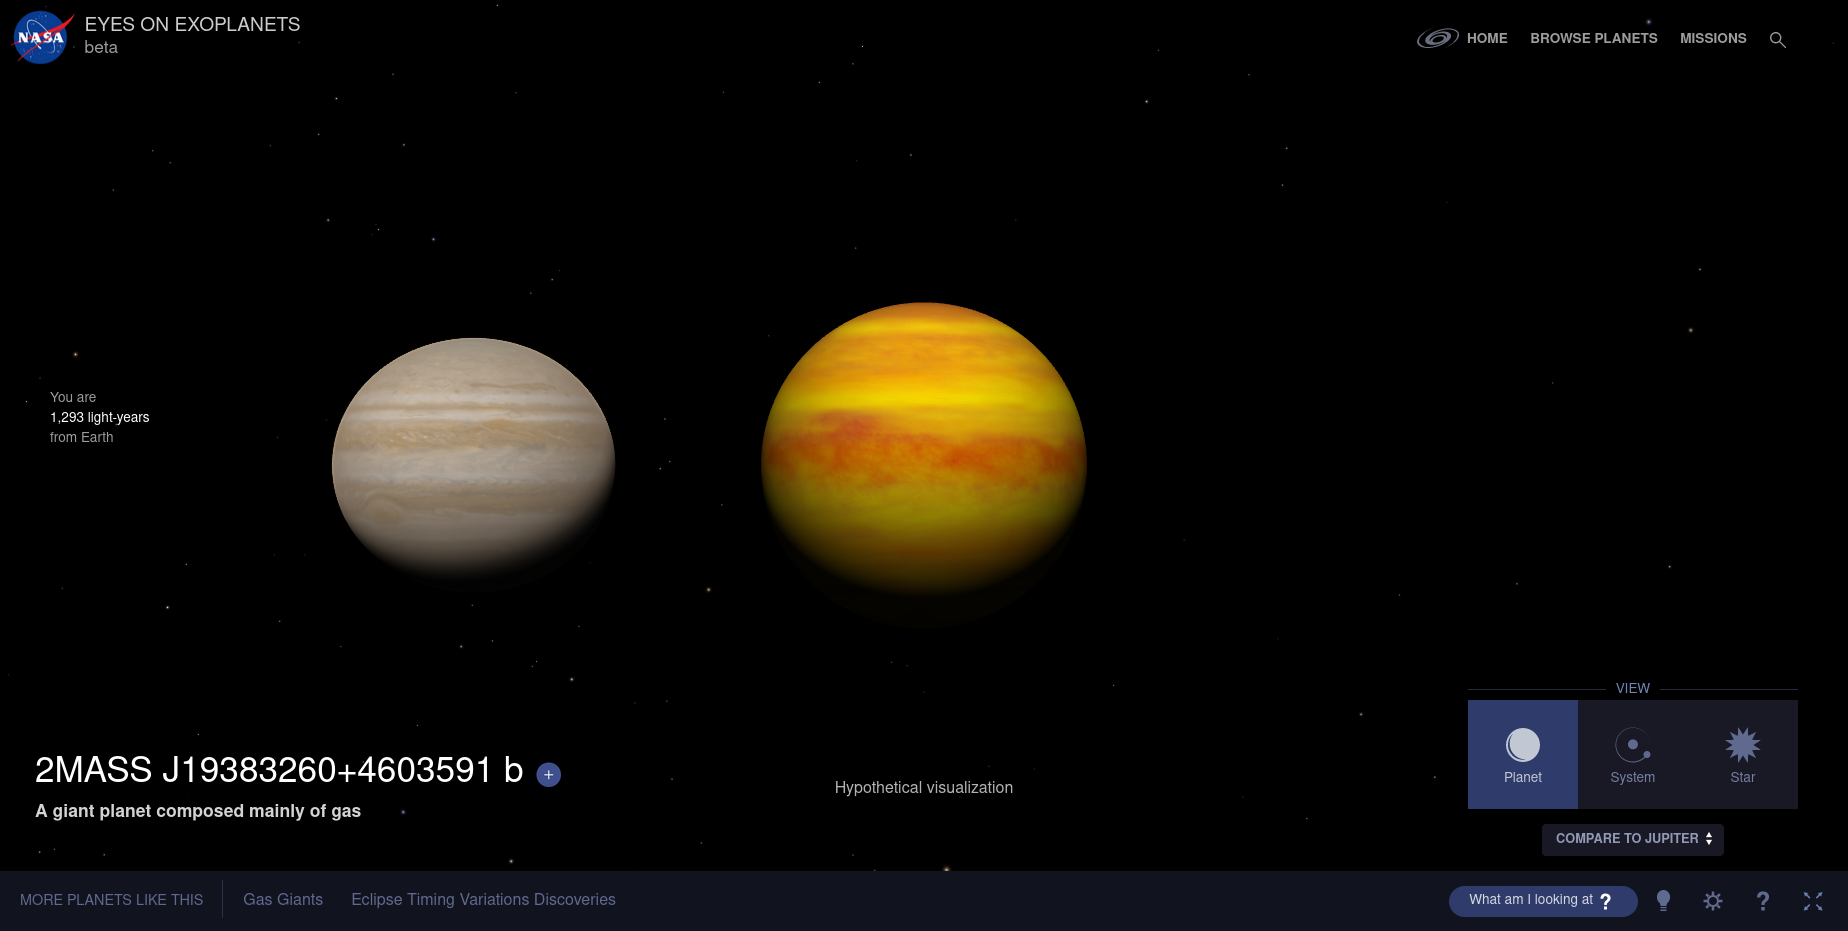 NASA
EYES ON EXOPLANETS
beta
HOME
BROWSE PLANETS
MISSIONS
You are
1,293 light-years
from Earth
2MASS J19383260+4603591 b +
A giant planet composed mainly of gas
Hypothetical visualization
VIEW
Planet
System
Star
COMPARE TO JUPITER
MORE PLANETS LIKE THIS
Gas Giants
Eclipse Timing Variations Discoveries
What am I looking at ?
?